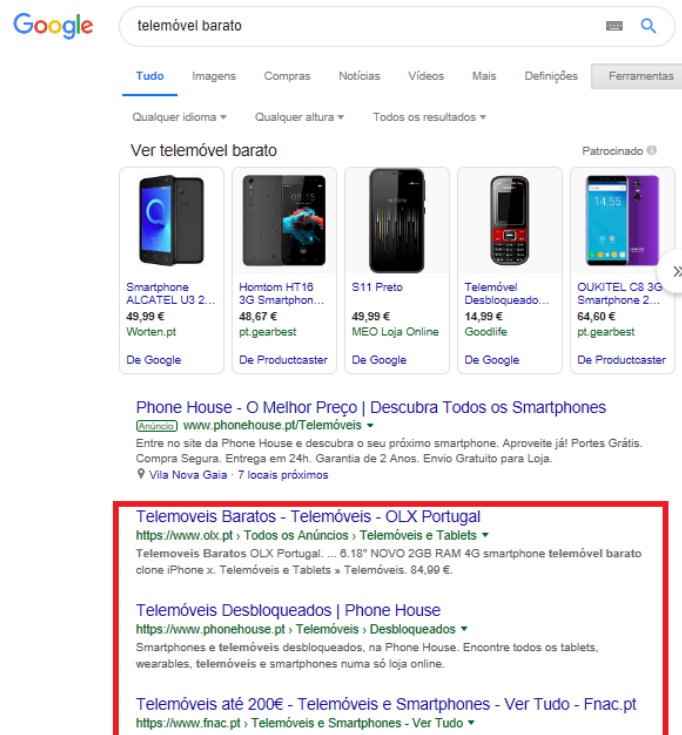 Google
telemóvel barato
Tudo Imagens Compras Notícias Vídeos Mais Definições Ferramentas
Qualquer idioma Qualquer altura Todos os resultados
Ver telemóvel barato
Patrocinado
Smartphone
ALCATEL U3 2...
49,99 €
Worten.pt
De Google
Homtom HT16
3G Smartphon...
48,67 €
pt.gearbest
De Productcaster
S11 Preto
49,99 €
MEO Loja Online
De Google
Telemóvel
Desbloqueado...
14,99 €
Goodlife
De Google
OUKITEL C8 3G
Smartphone 2...
64,60 €
pt.gearbest
De Productcaster
Phone House - O Melhor Preço | Descubra Todos os Smartphones
Anúncio www.phonehouse.pt/Telemóveis
Entre no site da Phone House e descubra o seu próximo smartphone. Aproveite já! Portes Grátis.
Compra Segura. Entrega em 24h. Garantia de 2 Anos. Envio Gratuito para Loja.
Vila Nova Gaia · 7 locais próximos
Telemoveis Baratos - Telemóveis - OLX Portugal
https://www.olx.pt › Todos os Anúncios › Telemóveis e Tablets
Telemoveis Baratos OLX Portugal. ... 6.18" NOVO 2GB RAM 4G smartphone telemóvel barato
clone iPhone x. Telemóveis e Tablets » Telemóveis. 84,99 €.
Telemóveis Desbloqueados | Phone House
https://www.phonehouse.pt › Telemóveis › Desbloqueados
Smartphones e telemóveis desbloqueados, na Phone House. Encontre todos os tablets,
wearables, telemóveis e smartphones numa só loja online.
Telemóveis até 200€ - Telemóveis e Smartphones - Ver Tudo - Fnac.pt
https://www.fnac.pt › Telemóveis e Smartphones - Ver Tudo